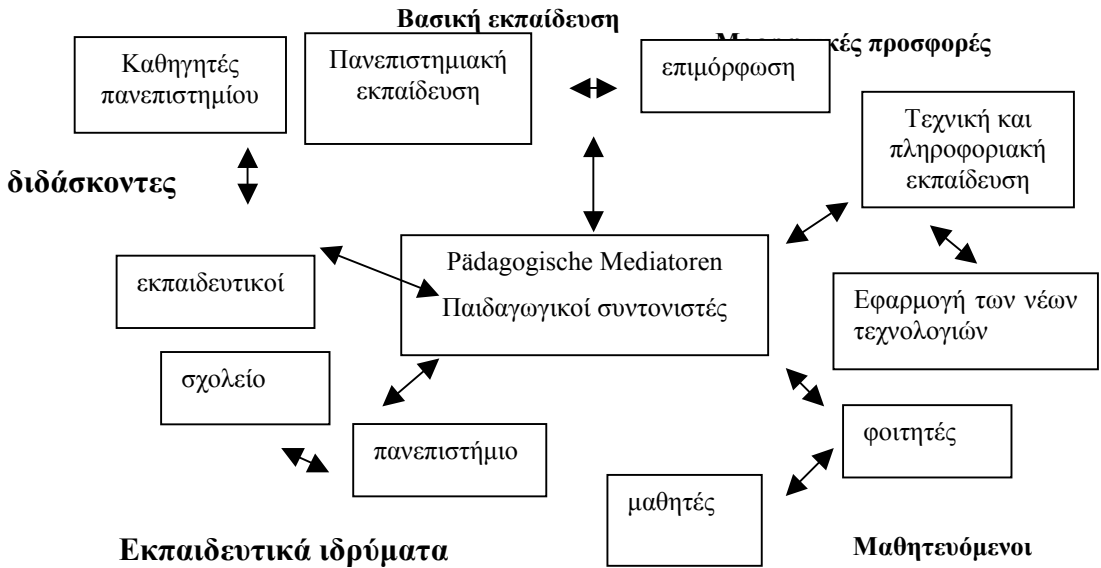 Βασική εκπαίδευση
προσφορές
Καθηγητές
πανεπιστημίου
Πανεπιστημιακή
εκπαίδευση
επιμόρφωση
Τεχνική και
πληροφοριακή
εκπαίδευση
διδάσκοντες
εκπαιδευτικοί
Pädagogische Mediatoren
Παιδαγωγικοί συντονιστές
Εφαρμογή των νέων
τεχνολογιών
σχολείο
πανεπιστήμιο
φοιτητές
μαθητές
Εκπαιδευτικά ιδρύματα
Μαθητευόμενοι